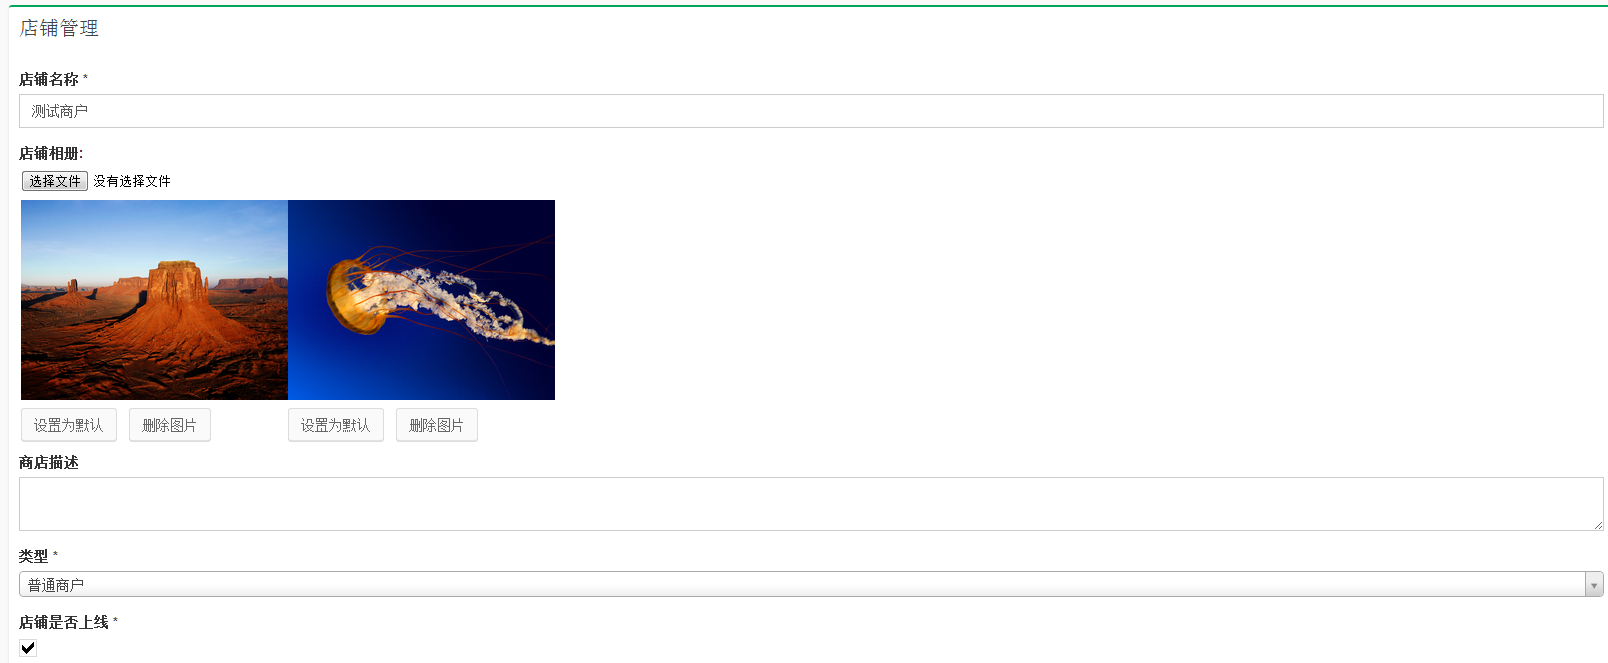 店铺管理
店铺名称 *
测试商户
店铺相册:
选择文件 没有选择文件
设置为默认 删除图片 设置为默认 删除图片
商店描述
类型 *
普通商户
店铺是否上线 *